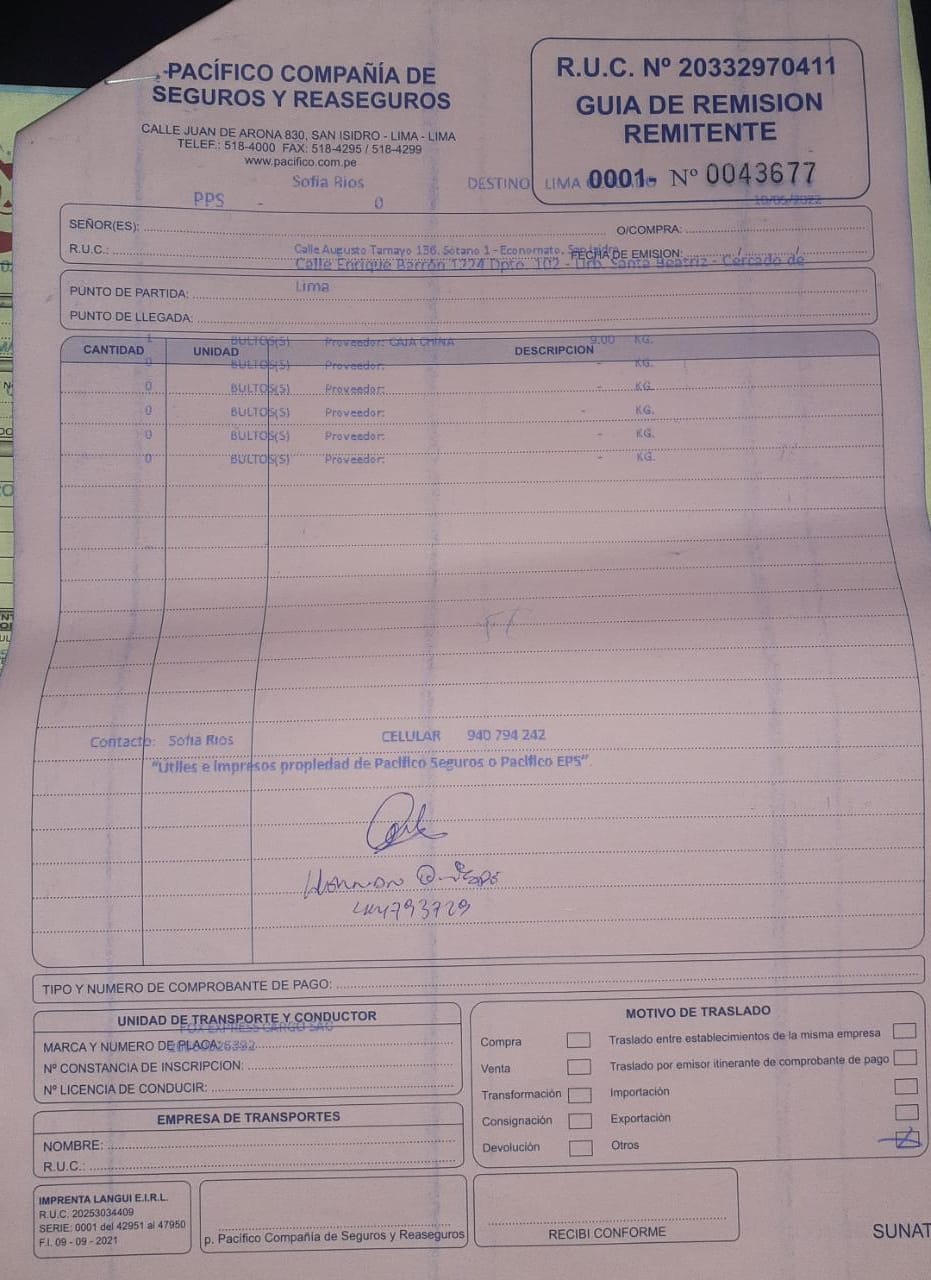 PACÍFICO COMPAÑÍA DE
SEGUROS Y REASEGUROS
CALLE JUAN DE ARONA 830, SAN ISIDRO - LIMA - LIMA
TELEF.: 518-4000 FAX: 518-4295 / 518-4299
www.pacifico.com.pe
R.U.C. Nº 20332970411
GUIA DE REMISION
REMITENTE
0001- Nº 0043677
Sofia Rios DESTINO LIMA
PPS - 0 10/05/2022
SEÑOR(ES): O/COMPRA:
R.U.C.: FECHA DE EMISION:
Calle Augusto Tamayo 156, Sótano 1 - Economato, San Isidro
Calle Enrique Barrón 1224 Dpto. 102 - Urb. Santa Beatriz - Cercado de
Lima
PUNTO DE PARTIDA:
PUNTO DE LLEGADA:
CANTIDAD UNIDAD DESCRIPCION
1 BULTOS(S) Proveedor: CAJA CHINA 9.00 KG.
0 BULTOS(S) Proveedor: - KG.
0 BULTOS(S) Proveedor: - KG.
0 BULTOS(S) Proveedor: - KG.
0 BULTOS(S) Proveedor: - KG.
0 BULTOS(S) Proveedor: - KG.
Contacto: Sofia Rios CELULAR 940 794 242
"Utiles e impresos propiedad de Pacifico Seguros o Pacifico EPS".
TIPO Y NUMERO DE COMPROBANTE DE PAGO:
UNIDAD DE TRANSPORTE Y CONDUCTOR
FOX EXPRESS CARGO SAC
MARCA Y NUMERO DE PLACA:
Nº CONSTANCIA DE INSCRIPCION:
Nº LICENCIA DE CONDUCIR:
EMPRESA DE TRANSPORTES
NOMBRE:
R.U.C.:
MOTIVO DE TRASLADO
Compra Traslado entre establecimientos de la misma empresa
Venta Traslado por emisor itinerante de comprobante de pago
Transformación Importación
Consignación Exportación
Devolución Otros
IMPRENTA LANGUI E.I.R.L.
R.U.C. 20253034409
SERIE: 0001 del 42951 al 47950
F.I. 09 - 09 - 2021
p. Pacífico Compañía de Seguros y Reaseguros
RECIBI CONFORME
SUNAT